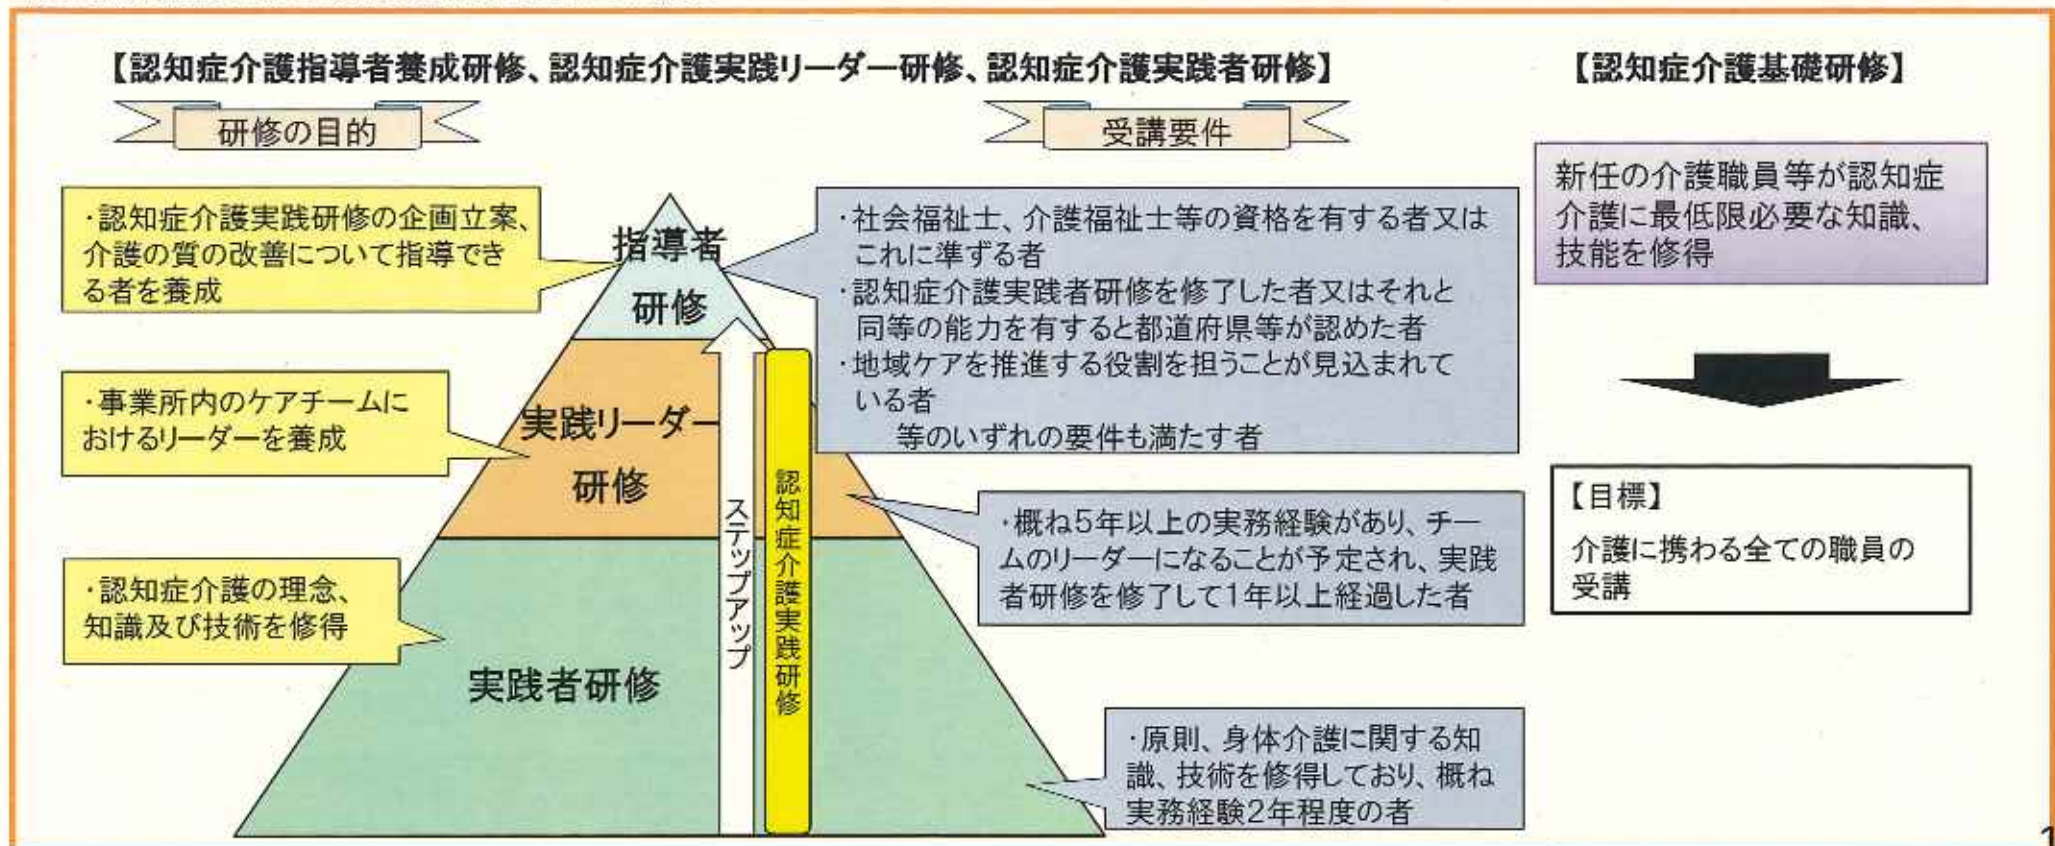 【認知症介護指導者養成研修、認知症介護実践リーダー研修、認知症介護実践者研修】
研修の目的
受講要件
・認知症介護実践研修の企画立案、
介護の質の改善について指導でき
る者を養成
指導者
研修
・社会福祉士、介護福祉士等の資格を有する者又は
これに準ずる者
・認知症介護実践者研修を修了した者又はそれと
同等の能力を有すると都道府県等が認めた者
・地域ケアを推進する役割を担うことが見込まれて
いる者
等のいずれの要件も満たす者
・事業所内のケアチームに
おけるリーダーを養成
実践リーダー
研修
・概ね5年以上の実務経験があり、チー
ムのリーダーになることが予定され、実践
者研修を修了して1年以上経過した者
・認知症介護の理念、
知識及び技術を修得
実践者研修
ステップアップ
認知症介護実践研修
・原則、身体介護に関する知
識、技術を修得しており、概ね
実務経験2年程度の者
【認知症介護基礎研修】
新任の介護職員等が認知症
介護に最低限必要な知識、
技能を修得
【目標】
介護に携わる全ての職員の
受講
1